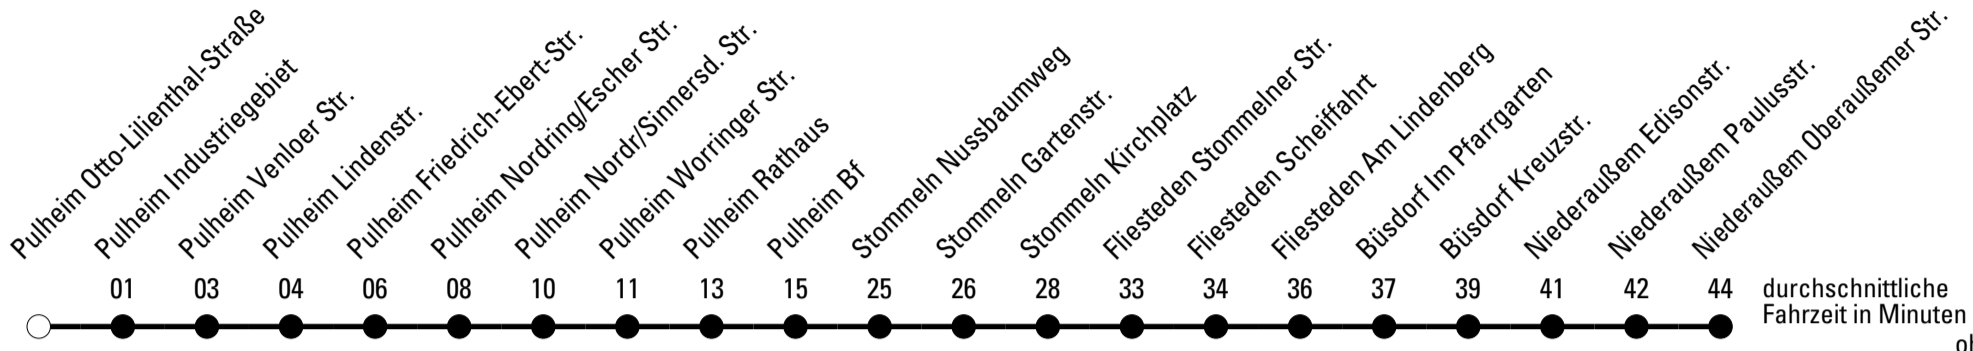 Pulheim Otto-Lilienthal-Straße
Pulheim Industriegebiet
Pulheim Venloer Str.
Pulheim Lindenstr.
Pulheim Friedrich-Ebert-Str.
Pulheim Nordring/Escher Str.
Pulheim Nordr/Sinnersd. Str.
Pulheim Worringer Str.
Pulheim Rathaus
Pulheim Bf
Stommeln Nussbaumweg
Stommeln Gartenstr.
Stommeln Kirchplatz
Fliesteden Stommelner Str.
Fliesteden Scheiffahrt
Fliesteden Am Lindenberg
Büsdorf Im Pfarrgarten
Büsdorf Kreuzstr.
Niederaußem Edisonstr.
Niederaußem Paulusstr.
Niederaußem Oberaußemer Str.
01 03 04 06 08 10 11 13 15 25 26 28 33 34 36 37 39 41 42 44 durchschnittliche
Fahrzeit in Minuten